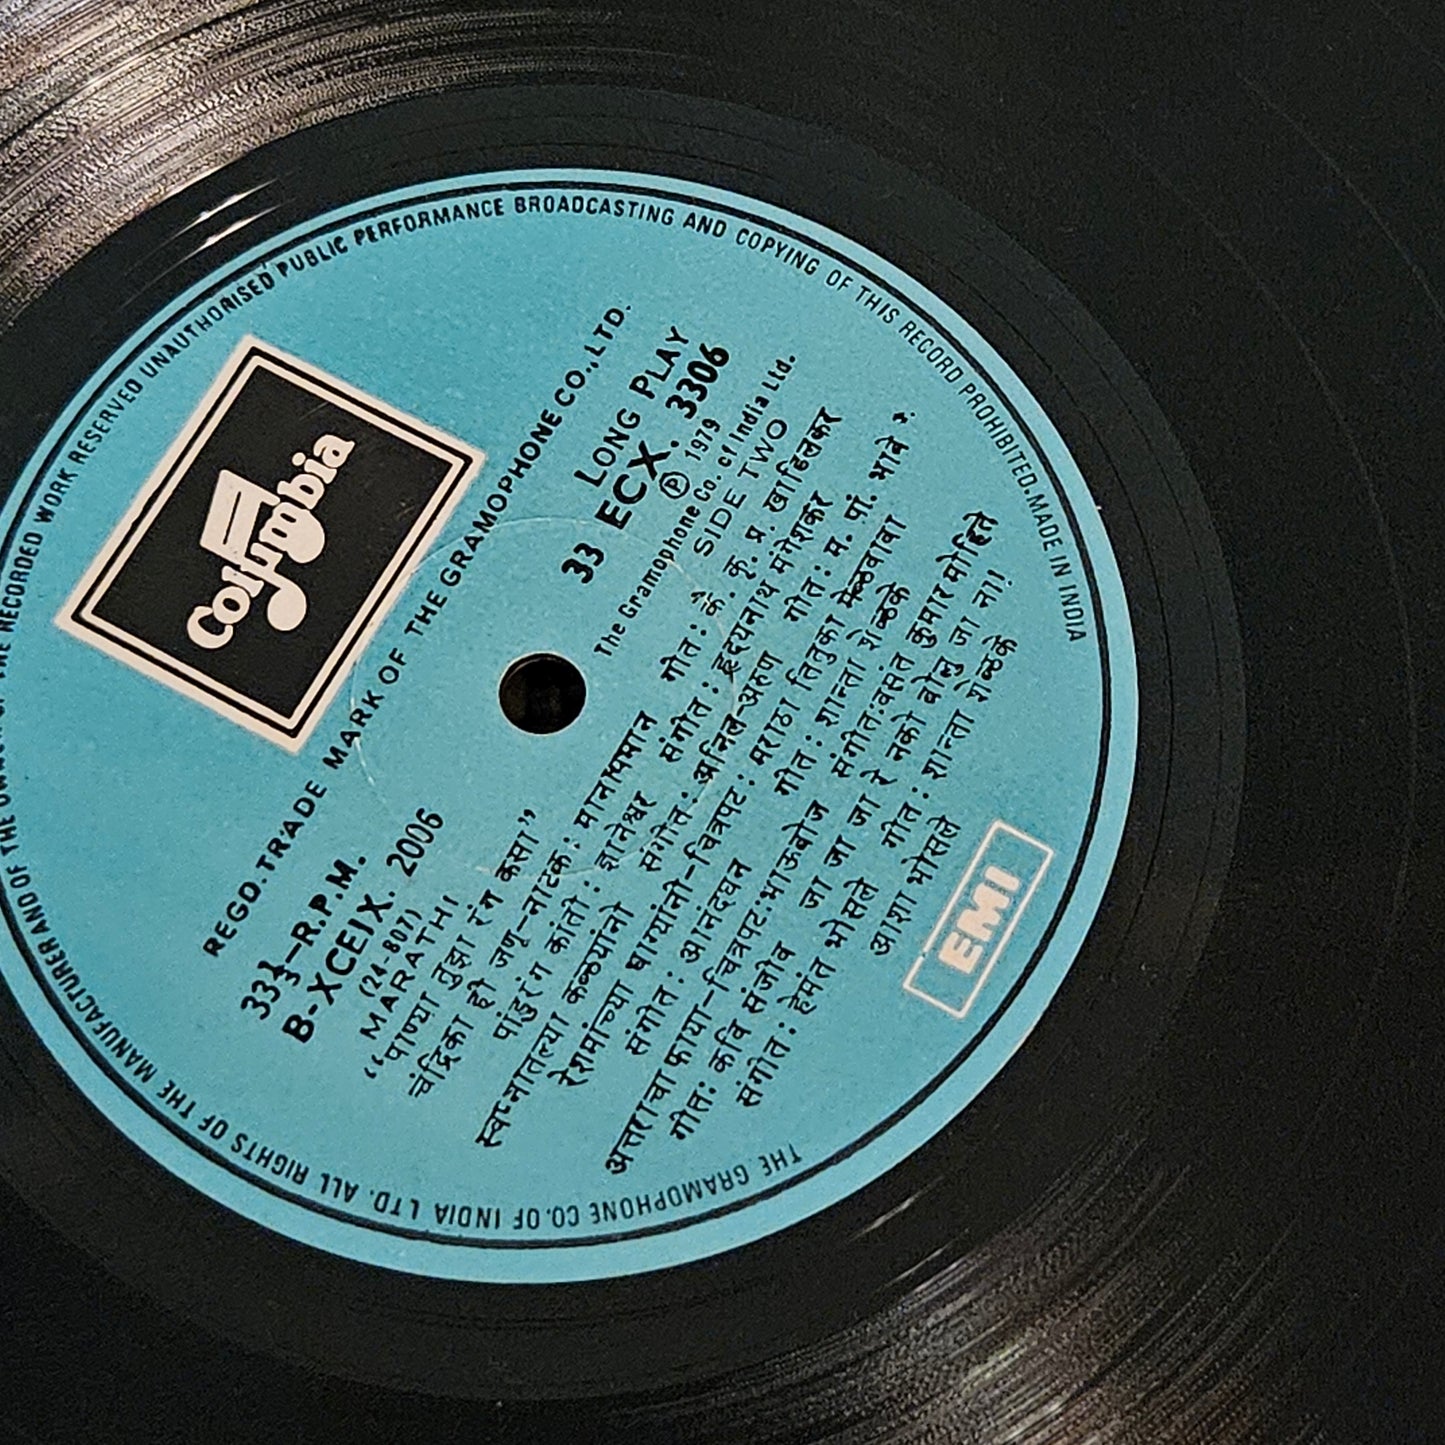 THE RECORDED WORK RESERVED UNAUTHORISED PUBLIC PERFORMANCE BROADCASTING AND COPYING OF THIS RECORD PROHIBITED. MADE IN INDIA
THE GRAMOPHONE CO. OF INDIA LTD. ALL RIGHTS OF THE MANUFACTURER AND OF THE
Columbia
REGD. TRADE MARK OF THE GRAMOPHONE CO., LTD.
33⅓-R.P.M.
B-XCEIX. 2006
(24-807)
MARATHI
LONG PLAY
33 ECX. 3306
Ⓟ 1979
The Gramophone Co. of India Ltd.
SIDE TWO
“पाण्या तुझा रंग कसा”
चंद्रिका ही जणू-नाटक: मानापमान गीत: कै. कृ. प्र. खाडिलकर
पांडुरंग कांती: ज्ञानेश्वर संगीत: हृदयनाथ मंगेशकर
स्वप्नातल्या कळ्यांनो संगीत: अनिल-अरुण गीत: म. पां. भावे
रेशमाच्या धाग्यांनी-चित्रपट: मराठा तितुका मेळवावा
संगीत: आनंदघन गीत: शान्ता शेळके
अत्तराचा फाया-चित्रपट: भाऊबीज संगीत: वसंत कुमार मोहिते
गीत: कवि संजीव जा जा जा जा रे नको बोलु जा ना!
संगीत: हेमंत भोसले गीत: शान्ता शेळके
आशा भोसले
EMI